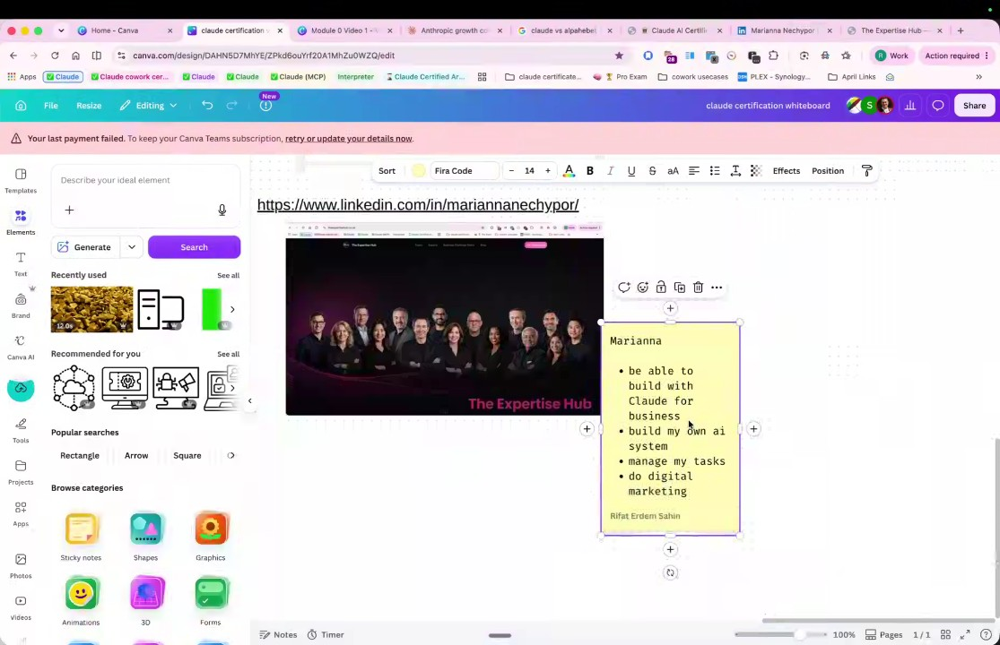 Home - Canva
claude certification
Module 0 Video 1 -
Anthropic growth co
claude vs alpahebel
Claude AI Certifi
Marianna Nechypor
The Expertise Hub —
canva.com/design/DAHN5D7MhYE/ZPkd6ouYrf20A1MhZu0WZQ/edit
28
Work
Action required
Apps
Claude
Claude cowork cer...
Claude
Claude
Claude (MCP)
Interpreter
Claude Certified Ar...
claude certificate...
Pro Exam
cowork usecases
PLEX - Synology...
April Links
New
File
Resize
Editing
claude certification whiteboard
S
Share
Your last payment failed. To keep your Canva Teams subscription, retry or update your details now.
Templates
Elements
Text
Brand
Canva AI
Tools
Projects
Apps
Photos
Videos
Describe your ideal element
Generate
Search
Recently used
See all
12.0s
Recommended for you
See all
Popular searches
Rectangle
Arrow
Square
Browse categories
Sticky notes
Shapes
Graphics
Animations
3D
Forms
Sort
Fira Code
– 14 +
A
B
I
U
S
aA
Effects
Position
https://www.linkedin.com/in/mariannanechypor/
The Expertise Hub
The Expertise Hub
Marianna
• be able to
build with
Claude for
business
• build my own ai
system
• manage my tasks
• do digital
marketing
Rifat Erdem Sahin
Notes
Timer
100%
Pages
1 / 1